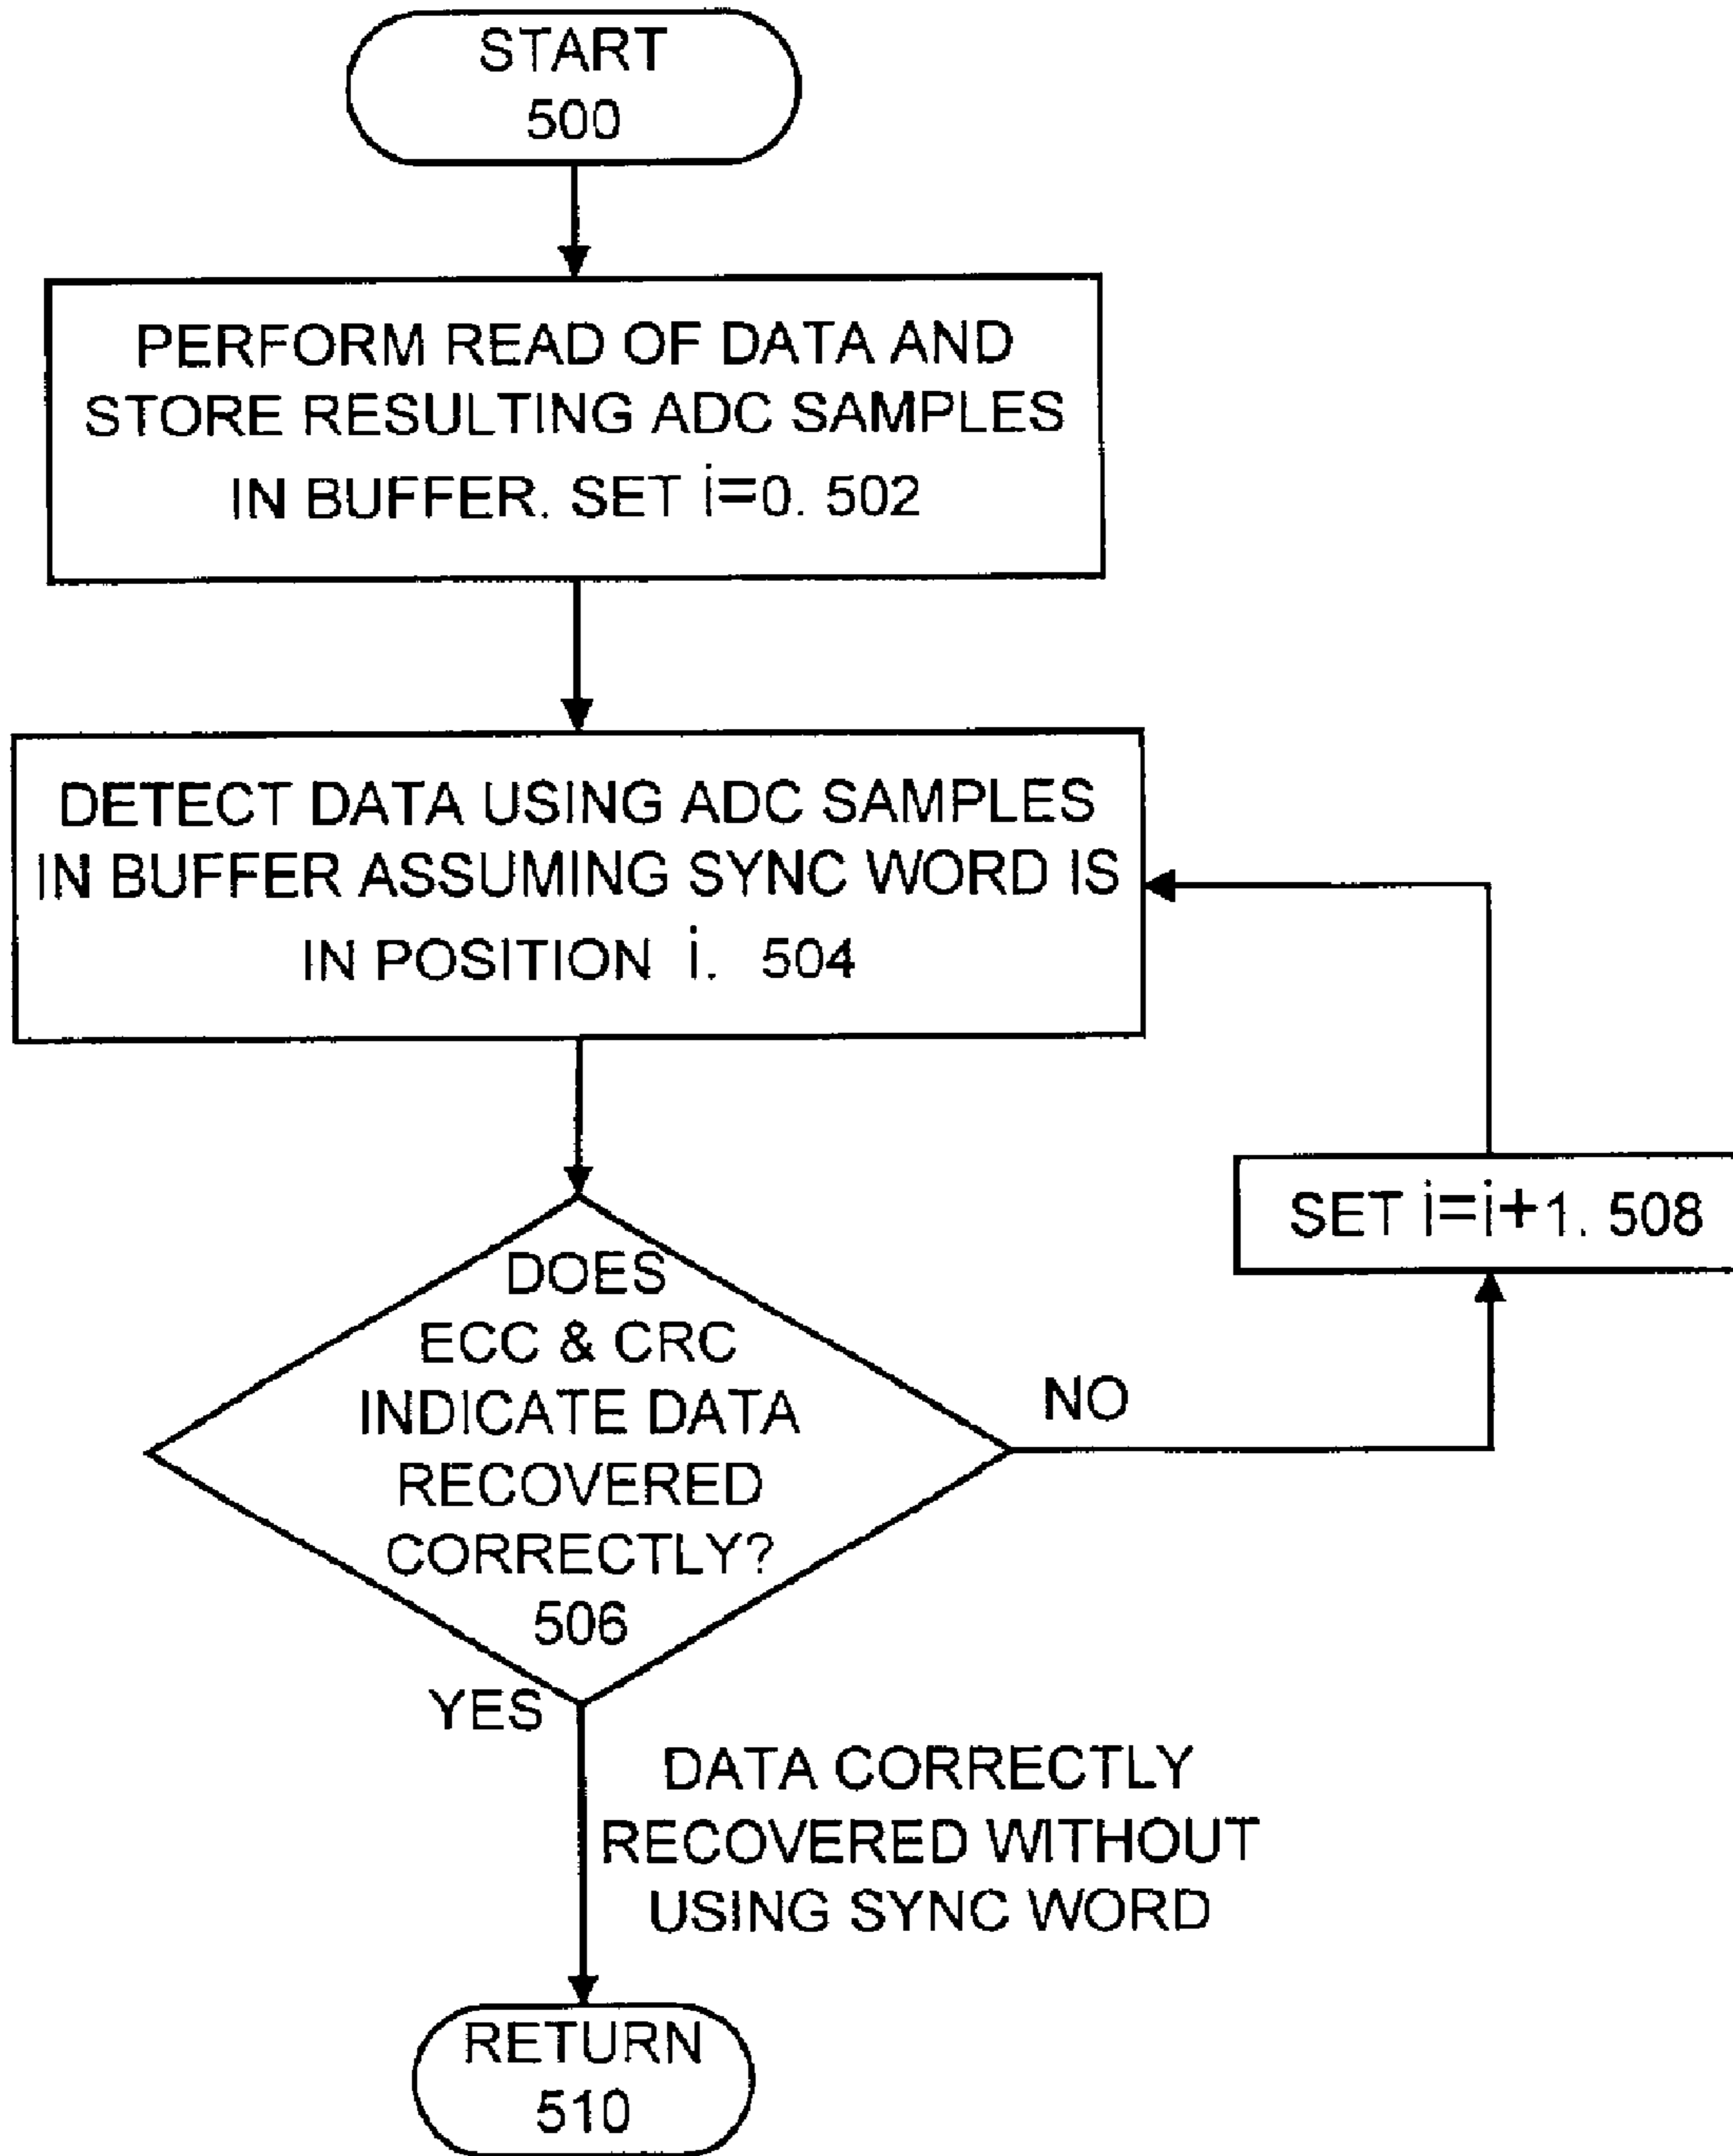 START
500
PERFORM READ OF DATA AND
STORE RESULTING ADC SAMPLES
IN BUFFER. SET i=0. 502
DETECT DATA USING ADC SAMPLES
IN BUFFER ASSUMING SYNC WORD IS
IN POSITION i. 504
SET i=i+1. 508
DOES
ECC & CRC
INDICATE DATA
RECOVERED
CORRECTLY?
506
NO
YES
DATA CORRECTLY
RECOVERED WITHOUT
USING SYNC WORD
RETURN
510